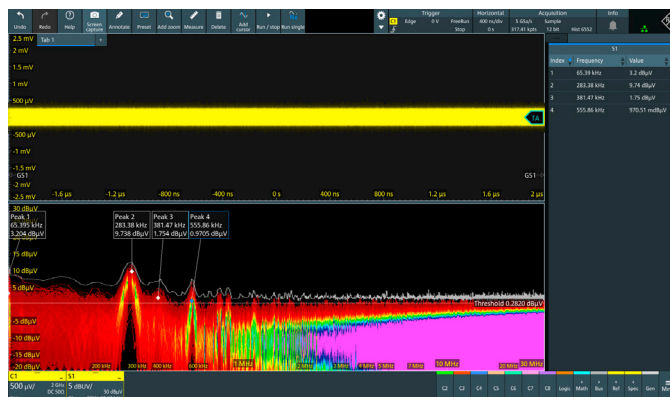 Undo
Redo
Help
Screen capture
Annotate
Preset
Add zoom
Measure
Delete
Add cursor
Run / stop
Run single
Trigger
C1 Edge 0 V FreeRun
Stop
Horizontal
400 ns/div
0 s
Acquisition
5 GSa/s Sample
317.41 kpts 12 bit Hist 6552
Info
Tab 1 +
2.5 mV
2 mV
1.5 mV
1 mV
500 µV
-500 µV
-1 mV
-1.5 mV
GS1
-2 mV
-2.5 mV
TA
GS1
-1.6 µs -1.2 µs -800 ns -400 ns 0 s 400 ns 800 ns 1.2 µs 1.6 µs 2 µs
S1
Index Frequency Value
1 65.39 kHz 3.2 dBµV
2 283.38 kHz 9.74 dBµV
3 381.47 kHz 1.75 dBµV
4 555.86 kHz 970.51 mdBµV
30 dBµV
Peak 1
65.395 kHz
3.204 dBµV
Peak 2
283.38 kHz
9.738 dBµV
Peak 3
381.47 kHz
1.754 dBµV
Peak 4
555.86 kHz
0.9705 dBµV
15 dBµV
10 dBµV
5 dBµV
Threshold 0.2820 dBµV
-5 dBµV
-10 dBµV
-15 dBµV
-20 dBµV
200 kHz 300 kHz 400 kHz 600 kHz 1 MHz 2 MHz 3 MHz 4 MHz 5 MHz 7 MHz 10 MHz 20 MHz 30 MHz
C1
500 µV/ 2 GHz
DC 50Ω
S1
5 dBUV/
30 dBµV
C2 C3 C4 C5 C6 C7 C8 Logic Math Bus Ref Spec Gen